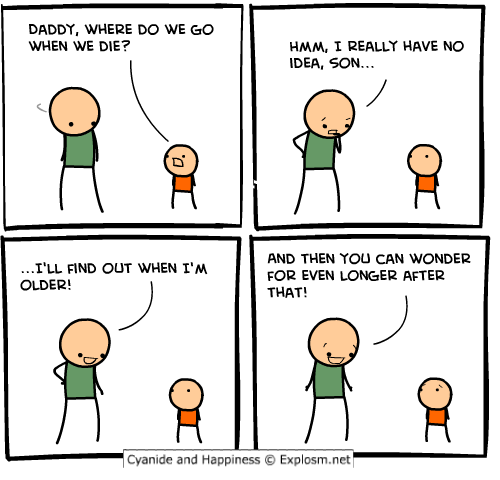 DADDY, WHERE DO WE GO
WHEN WE DIE?
HMM, I REALLY HAVE NO
IDEA, SON...
...I'LL FIND OUT WHEN I'M
OLDER!
AND THEN YOU CAN WONDER
FOR EVEN LONGER AFTER
THAT!
Cyanide and Happiness © Explosm.net